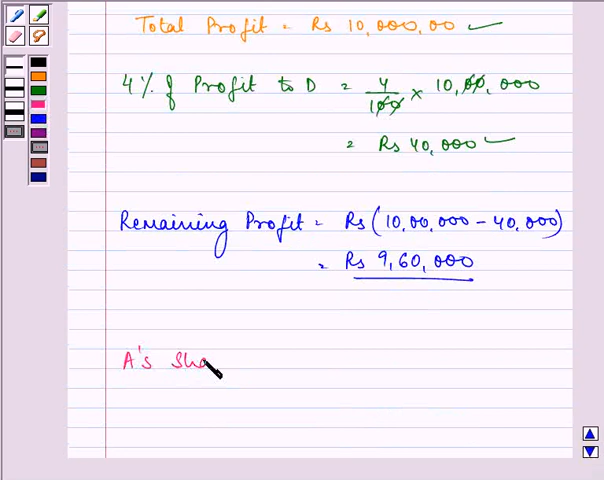 Total Profit = Rs 10,000,00
4% of Profit to D = 4/100 × 10,00,000
= Rs 40,000
Remaining Profit = Rs (10,00,000 - 40,000)
= Rs 9,60,000
A's Sha